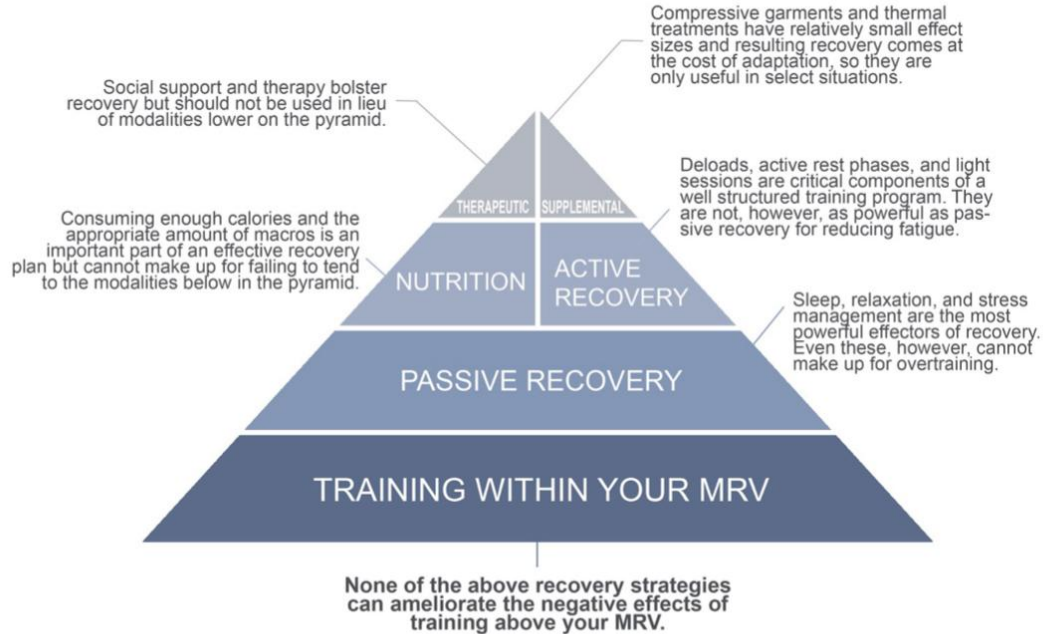 Compressive garments and thermal
treatments have relatively small effect
sizes and resulting recovery comes at
the cost of adaptation, so they are
only useful in select situations.
Social support and therapy bolster
recovery but should not be used in lieu
of modalities lower on the pyramid.
THERAPEUTIC
SUPPLEMENTAL
Deloads, active rest phases, and light
sessions are critical components of a
well structured training program. They
are not, however, as powerful as pas-
sive recovery for reducing fatigue.
Consuming enough calories and the
appropriate amount of macros is an
important part of an effective recovery
plan but cannot make up for failing to tend
to the modalities below in the pyramid.
NUTRITION
ACTIVE
RECOVERY
Sleep, relaxation, and stress
management are the most
powerful effectors of recovery.
Even these, however, cannot
make up for overtraining.
PASSIVE RECOVERY
TRAINING WITHIN YOUR MRV
None of the above recovery strategies
can ameliorate the negative effects of
training above your MRV.